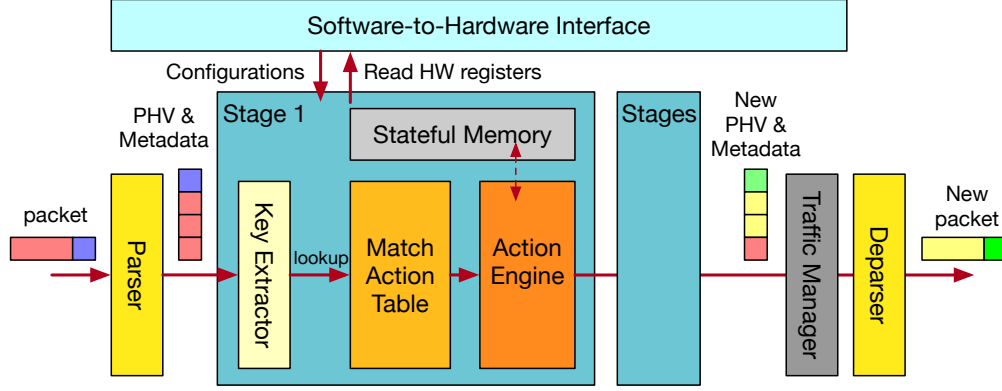 Software-to-Hardware Interface
Configurations
Read HW registers
PHV &
Metadata
Stage 1
Stateful Memory
Stages
New
PHV &
Metadata
packet
Parser
Key Extractor
lookup
Match
Action
Table
Action
Engine
Traffic Manager
Deparser
New
packet